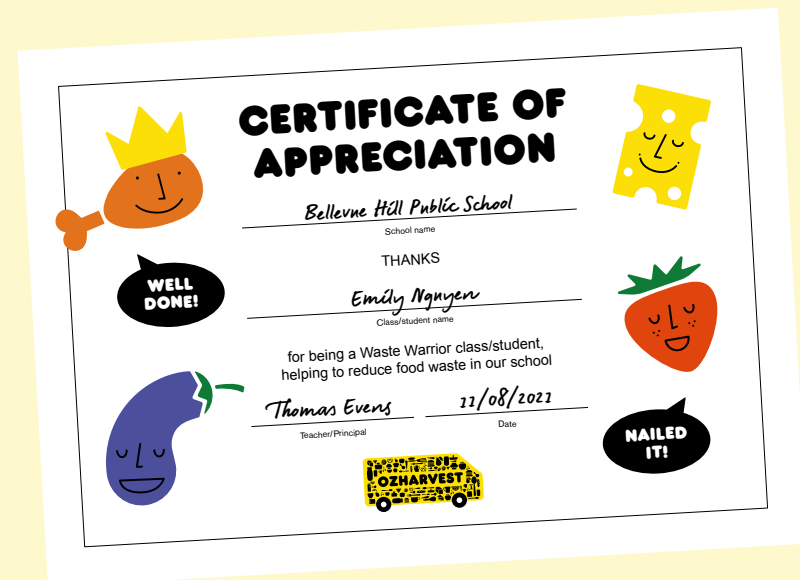 CERTIFICATE OF
APPRECIATION
Bellevue Hill Public School
School name
THANKS
WELL
DONE!
Emily Nguyen
Class/student name
for being a Waste Warrior class/student,
helping to reduce food waste in our school
Thomas Evens
Teacher/Principal
11/08/2021
Date
NAILED
IT!
OZHARVEST